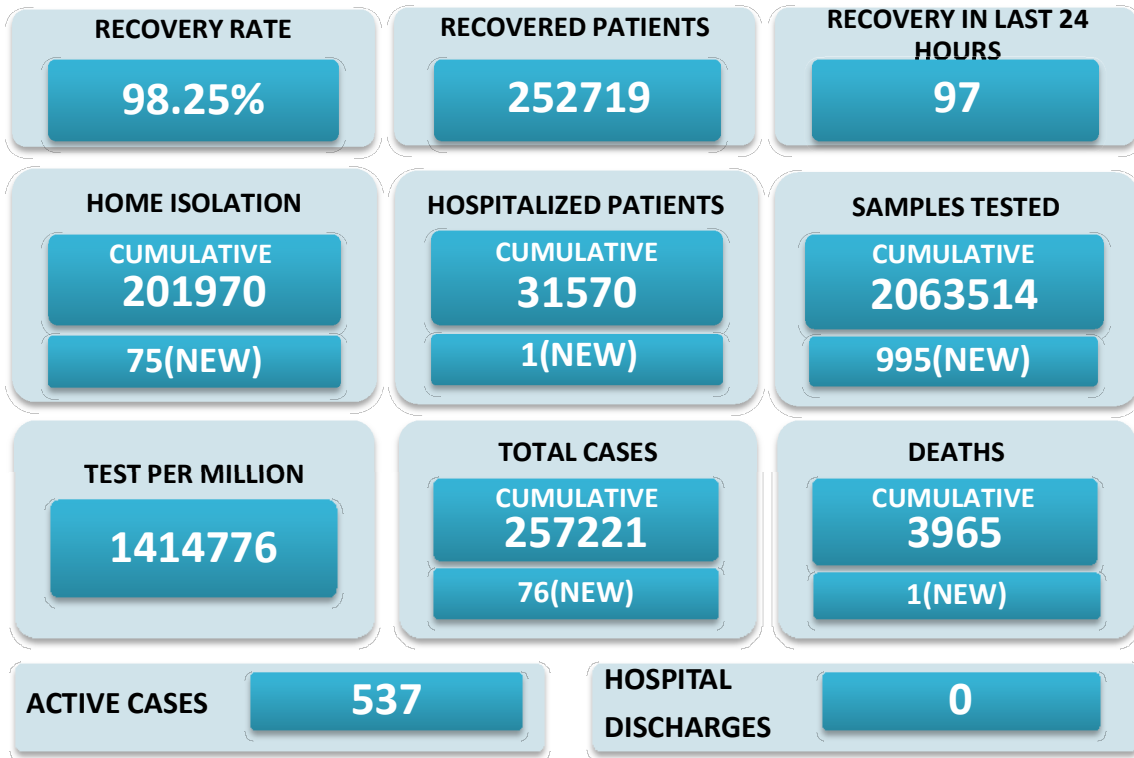 RECOVERY RATE
98.25%
RECOVERED PATIENTS
252719
RECOVERY IN LAST 24
HOURS
97
HOME ISOLATION
CUMULATIVE
201970
75(NEW)
HOSPITALIZED PATIENTS
CUMULATIVE
31570
1(NEW)
SAMPLES TESTED
CUMULATIVE
2063514
995(NEW)
TEST PER MILLION
1414776
TOTAL CASES
CUMULATIVE
257221
76(NEW)
DEATHS
CUMULATIVE
3965
1(NEW)
ACTIVE CASES
537
HOSPITAL
DISCHARGES
0